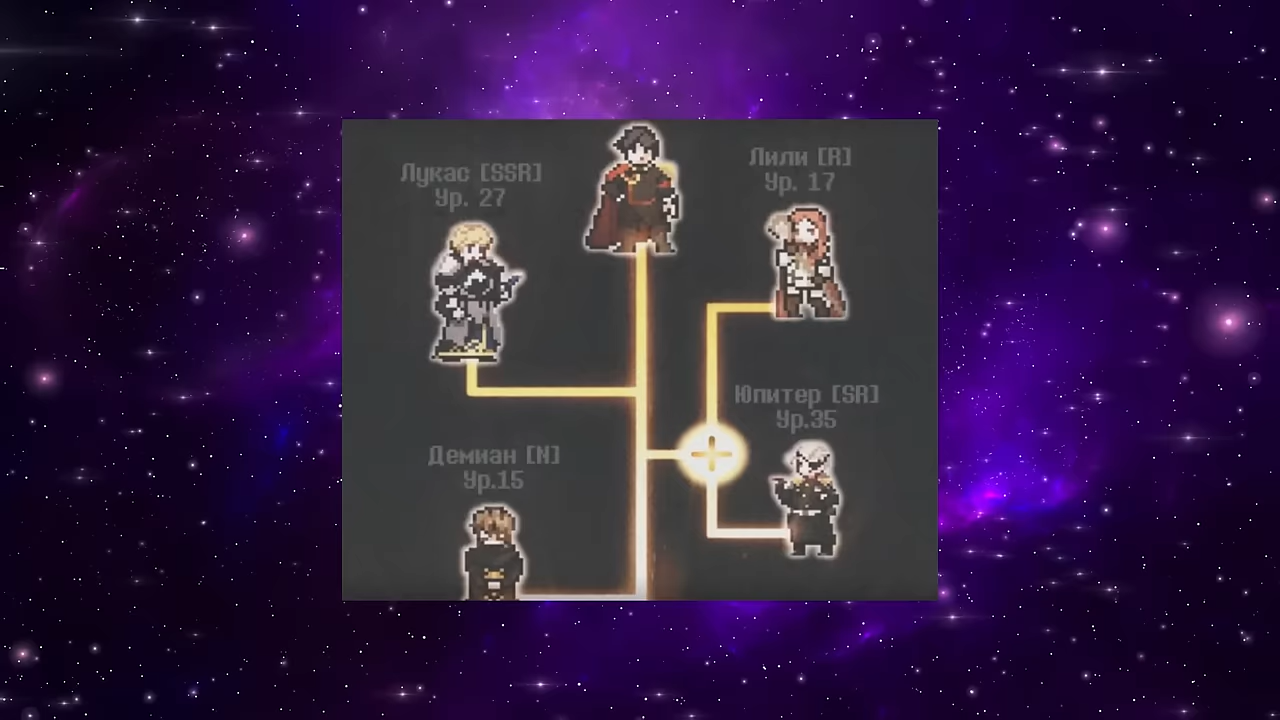 Лукас [SSR]
Ур. 27
Лили [R]
Ур. 17
Юпитер [SR]
Ур.35
Демиан [N]
Ур.15